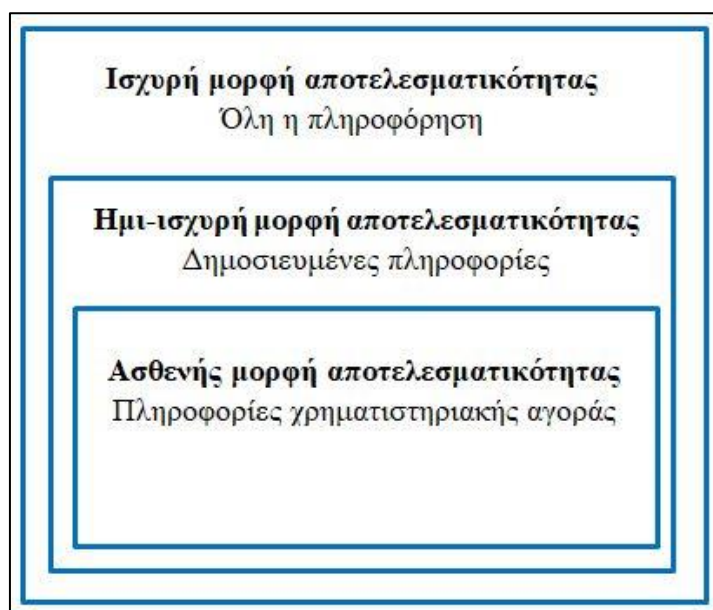 Ισχυρή μορφή αποτελεσματικότητας
Όλη η πληροφόρηση
Ημι-ισχυρή μορφή αποτελεσματικότητας
Δημοσιευμένες πληροφορίες
Ασθενής μορφή αποτελεσματικότητας
Πληροφορίες χρηματιστηριακής αγοράς